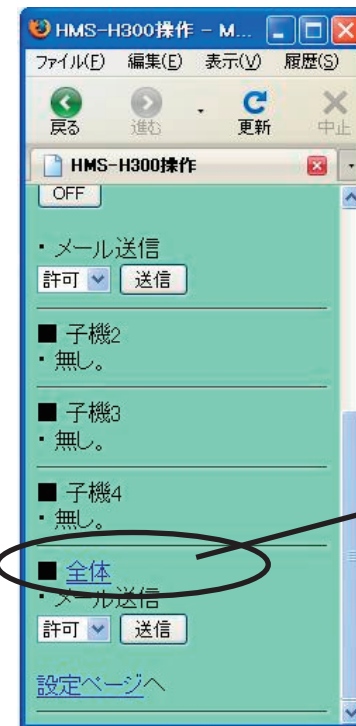 HMS-H300操作 - M...
ファイル(F) 編集(E) 表示(V) 履歴(S)
戻る 進む 更新 中止
HMS-H300操作
OFF
・メール送信
許可 送信
■ 子機2
・無し。
■ 子機3
・無し。
■ 子機4
・無し。
■ 全体
・メール送信
許可 送信
設定ページへ